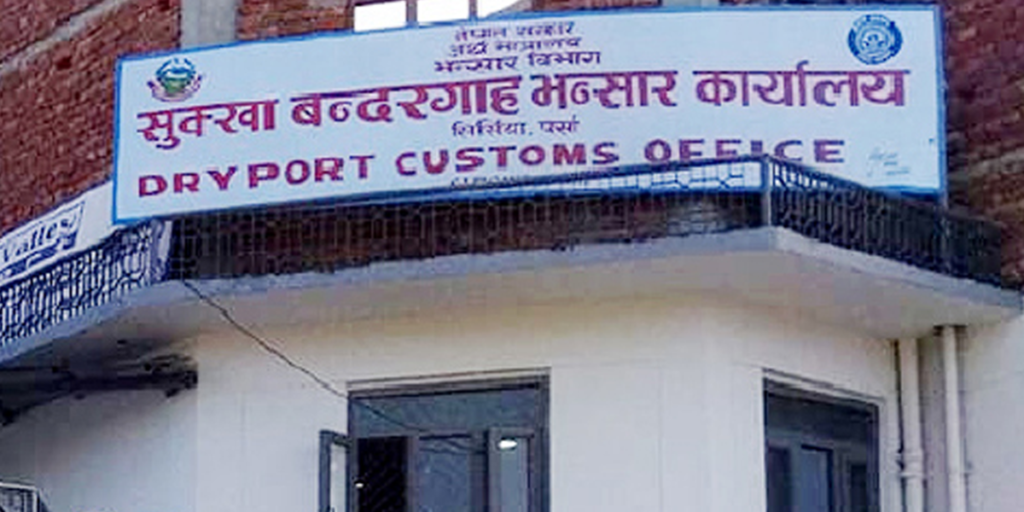 नेपाल सरकार
अर्थ मन्त्रालय
भन्सार विभाग
सुक्खा बन्दरगाह भन्सार कार्यालय
सिर्सिया, पर्सा
DRYPORT CUSTOMS OFFICE